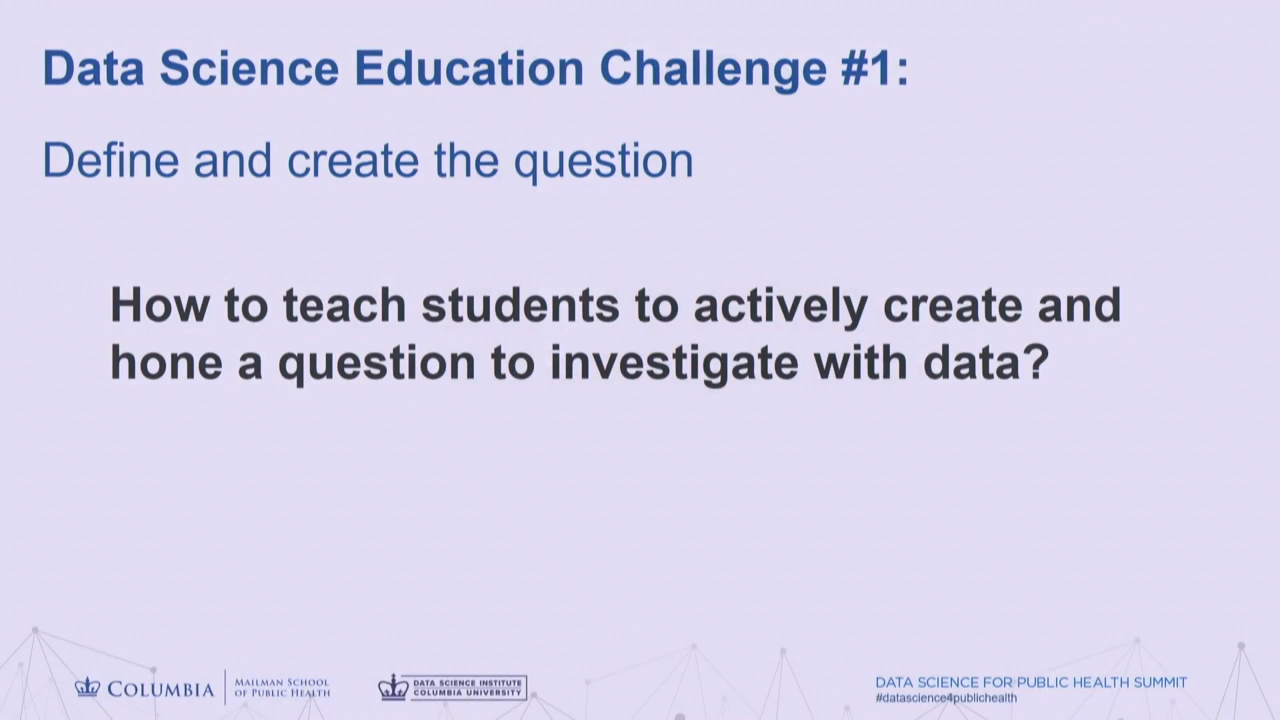 Data Science Education Challenge #1:
Define and create the question
How to teach students to actively create and
hone a question to investigate with data?
COLUMBIA
MAILMAN SCHOOL
OF PUBLIC HEALTH
DATA SCIENCE INSTITUTE
COLUMBIA UNIVERSITY
DATA SCIENCE FOR PUBLIC HEALTH SUMMIT
#datascience4publichealth